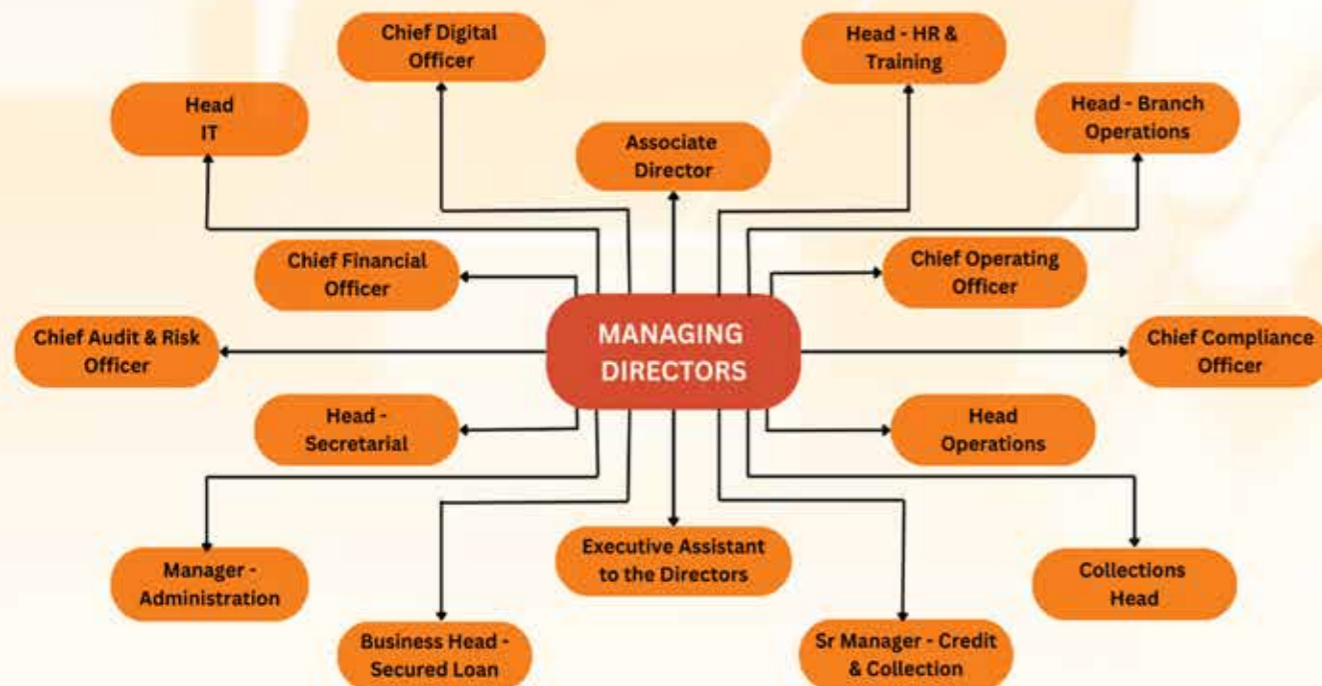 Chief Digital
Officer
Head - HR &
Training
Head
IT
Head - Branch
Operations
Associate
Director
Chief Financial
Officer
Chief Operating
Officer
MANAGING
DIRECTORS
Chief Audit & Risk
Officer
Chief Compliance
Officer
Head -
Secretarial
Head
Operations
Manager -
Administration
Executive Assistant
to the Directors
Collections
Head
Business Head -
Secured Loan
Sr Manager - Credit
& Collection